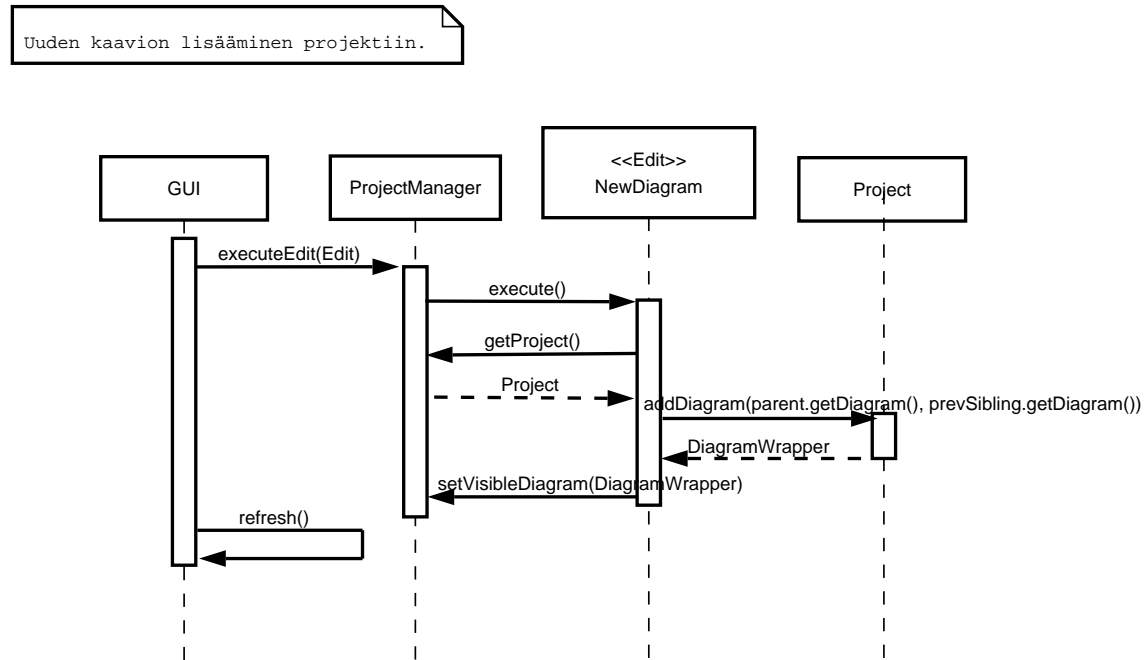 Uuden kaavion lisääminen projektiin.
<<Edit>>
GUI
ProjectManager
NewDiagram
Project
executeEdit(Edit)
execute()
getProject()
Project
addDiagram(parent.getDiagram(), prevSibling.getDiagram())
DiagramWrapper
setVisibleDiagram(DiagramWrapper)
refresh()